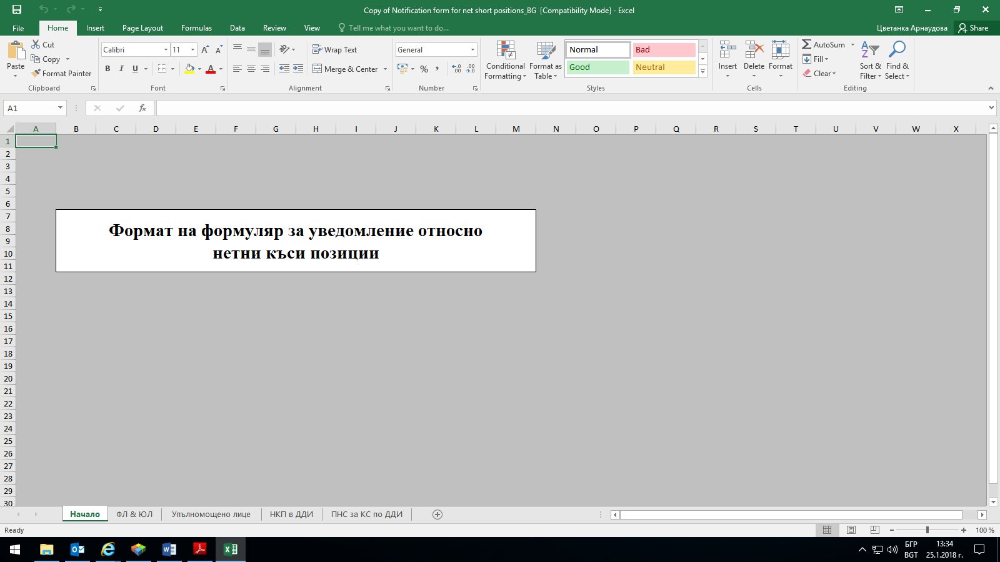 Copy of Notification form for net short positions_BG [Compatibility Mode] - Excel
File Home Insert Page Layout Formulas Data Review View Tell me what you want to do... Цветанка Арнаудова Share
Paste Cut Copy Format Painter Clipboard
Calibri 11 B I U A A A Font
Wrap Text Merge & Center Alignment
General % , Number
Conditional Formatting Format as Table Normal Bad Good Neutral Styles
Insert Delete Format Cells
AutoSum Fill Clear Sort & Filter Find & Select Editing
A1 fx
A B C D E F G H I J K L M N O P Q R S T U V W X
1
2
3
4
5
6
7
8
9
10
11
12
13
14
15
16
17
18
19
20
21
22
23
24
25
26
27
28
29
30
Формат на формуляр за уведомление относно
нетни къси позиции
Начало ФЛ & ЮЛ Упълномощено лице НКП в ДДИ ПНС за КС по ДДИ
Ready 100 %
БГР 13:34
BGT 25.1.2018 г.